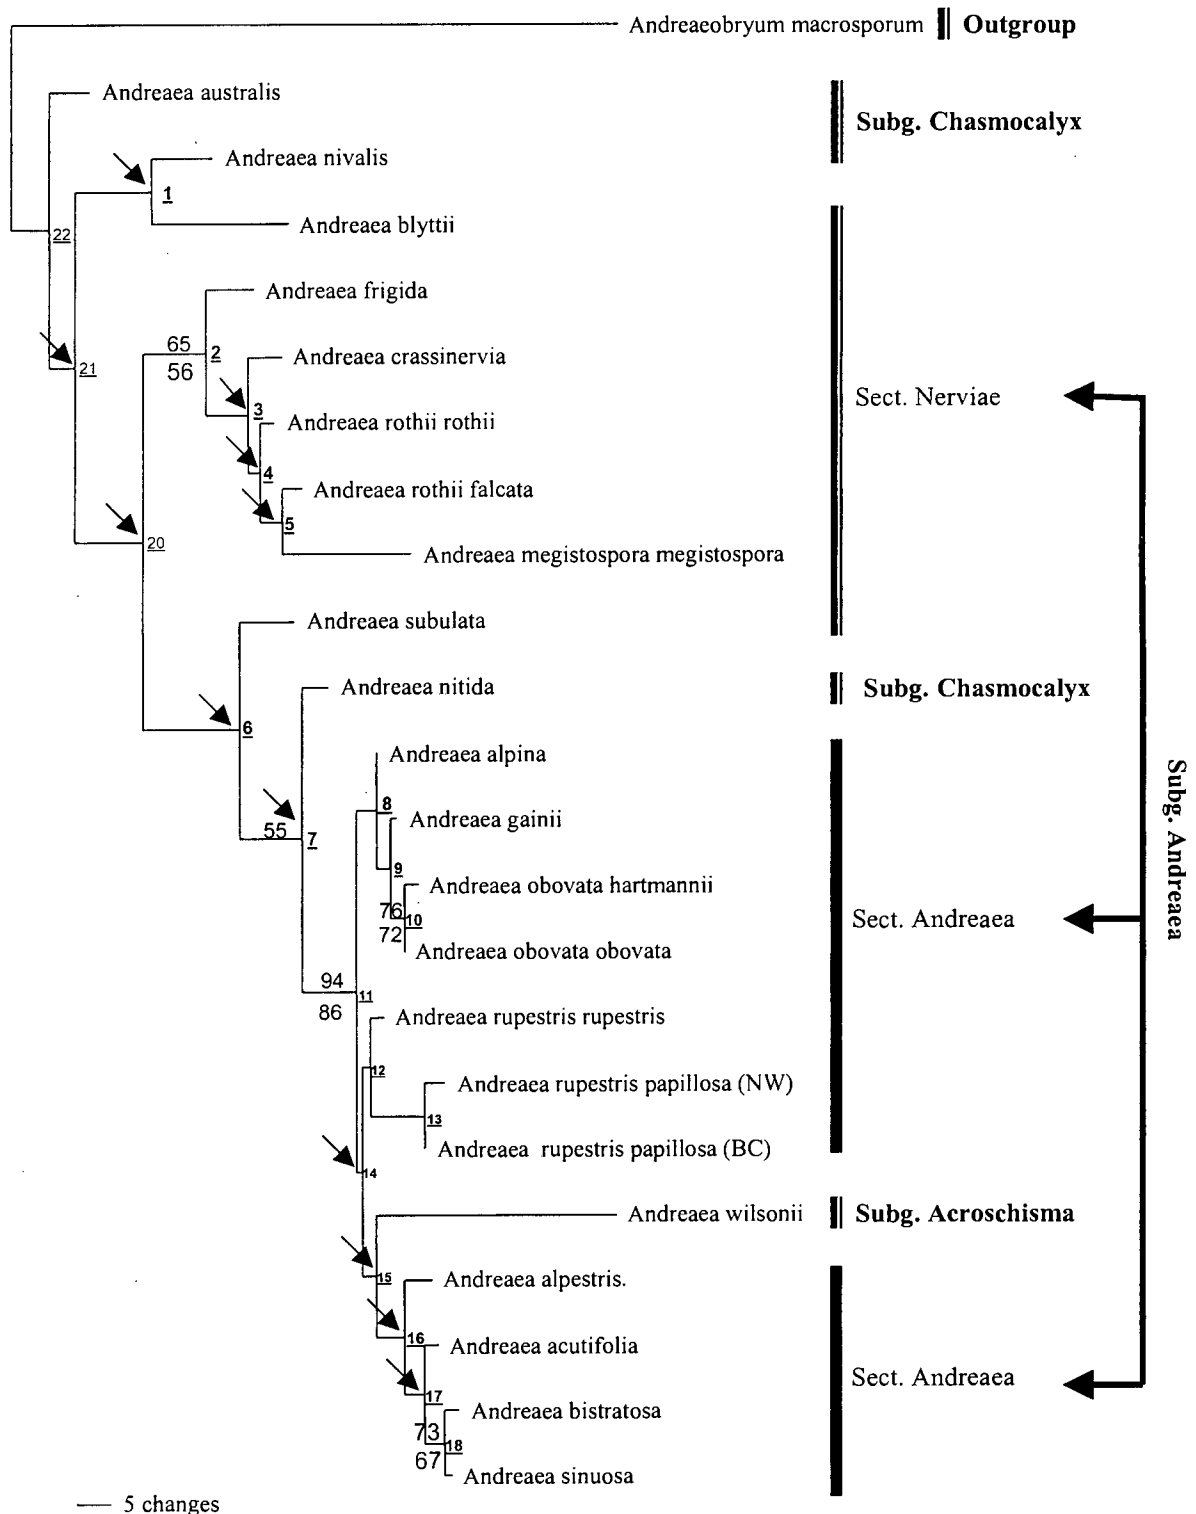 Andreaeobryum macrosporum Outgroup
Andreaea australis
Subg. Chasmocalyx
Andreaea nivalis
1
Andreaea blyttii
22
Andreaea frigida
65
2
56
21
Andreaea crassinervia
Sect. Nerviae
3
Andreaea rothii rothii
4
Andreaea rothii falcata
5
20
Andreaea megistospora megistospora
Andreaea subulata
Andreaea nitida
Subg. Chasmocalyx
6
Andreaea alpina
8
Andreaea gainii
55
7
9
Andreaea obovata hartmannii
76
10
72
Sect. Andreaea
Subg. Andreaea
Andreaea obovata obovata
94
11
86
Andreaea rupestris rupestris
12
Andreaea rupestris papillosa (NW)
13
Andreaea rupestris papillosa (BC)
14
Andreaea wilsonii
Subg. Acroschisma
15
Andreaea alpestris.
16
Andreaea acutifolia
Sect. Andreaea
17
Andreaea bistratosa
73
18
67
Andreaea sinuosa
5 changes